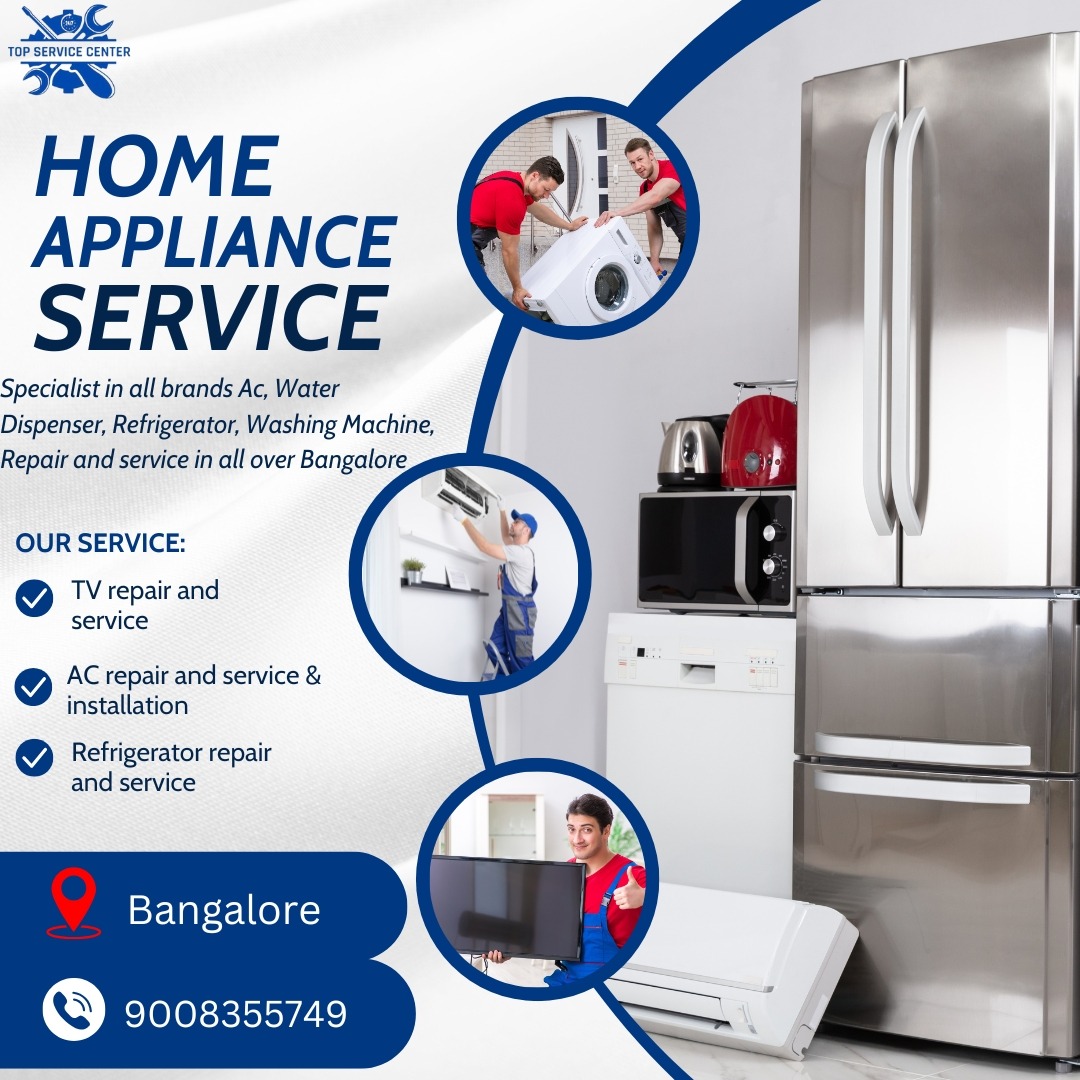 TOP SERVICE CENTER
HOME
APPLIANCE
SERVICE
Specialist in all brands Ac, Water
Dispenser, Refrigerator, Washing Machine,
Repair and service in all over Bangalore
OUR SERVICE:
TV repair and
service
AC repair and service &
installation
Refrigerator repair
and service
Bangalore
9008355749